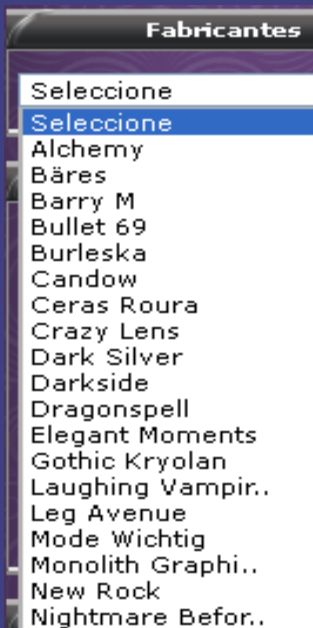 Fabricantes
Seleccione
Seleccione
Alchemy
Bäres
Barry M
Bullet 69
Burleska
Candow
Ceras Roura
Crazy Lens
Dark Silver
Darkside
Dragonspell
Elegant Moments
Gothic Kryolan
Laughing Vampir..
Leg Avenue
Mode Wichtig
Monolith Graphi..
New Rock
Nightmare Befor..